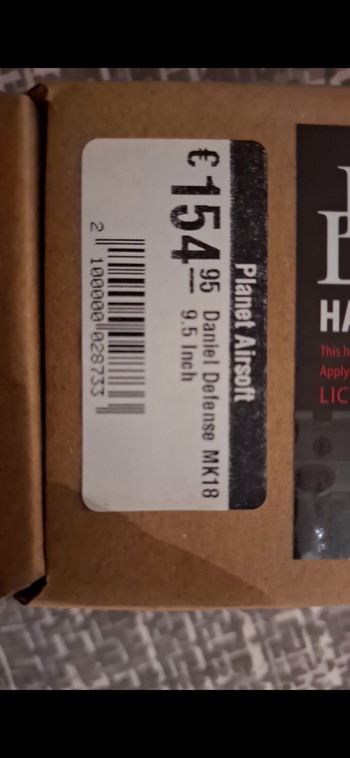 Planet Airsoft
€ 154.95 Daniel Defense MK18
9.5 Inch
2 100000 028733
HA
This h
Apply
LIC